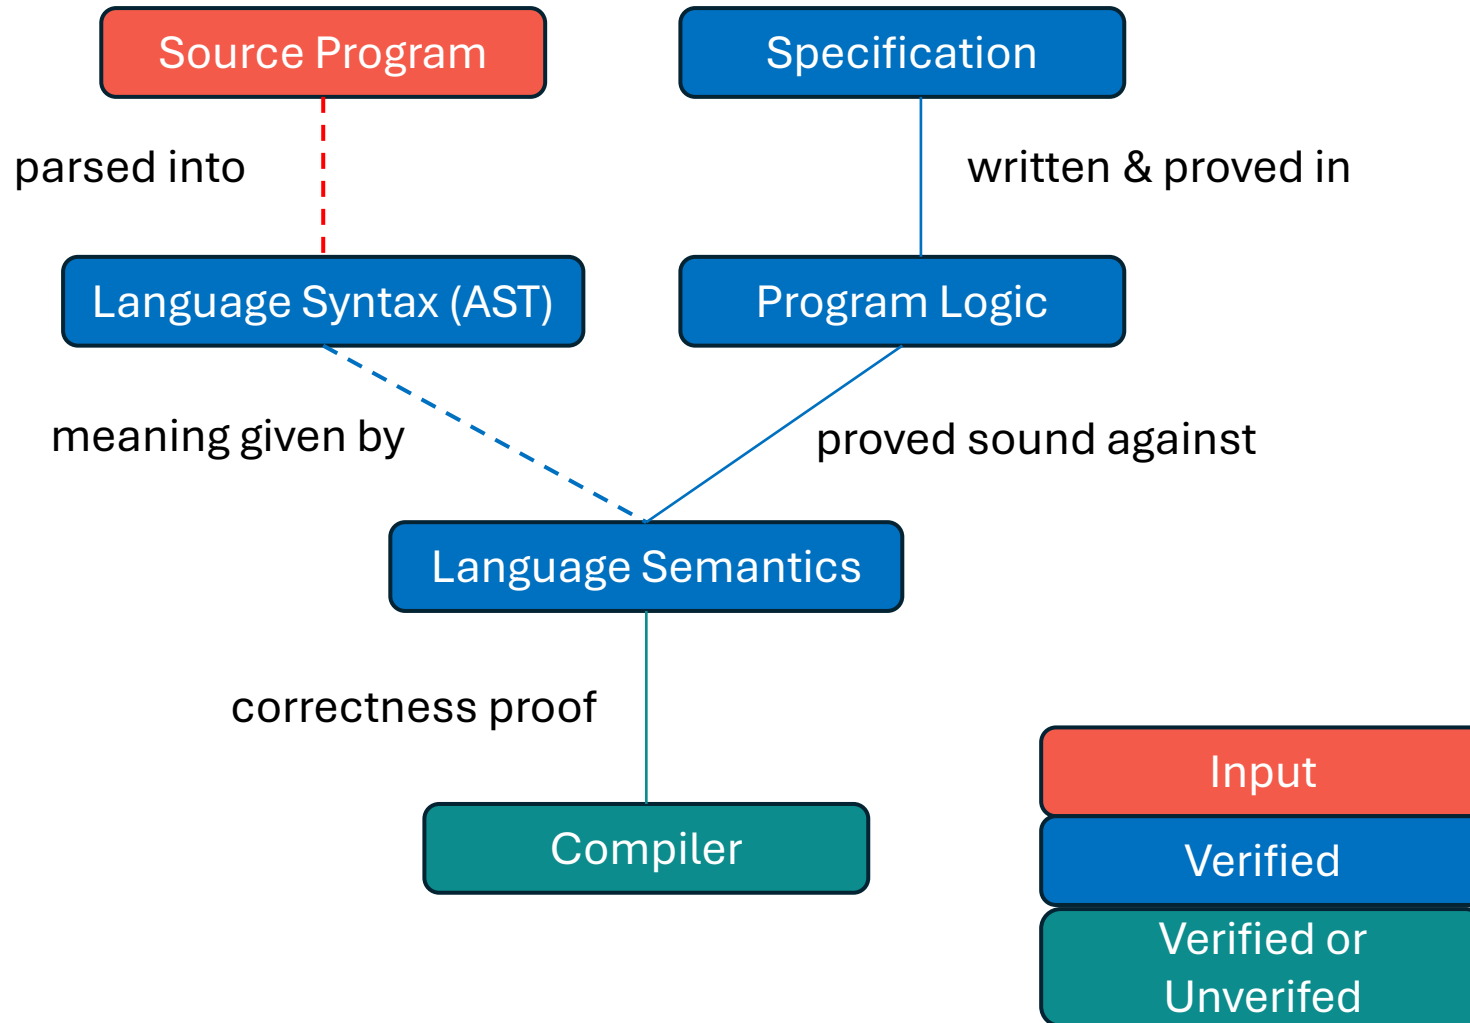 Source Program
Specification
parsed into
written & proved in
Language Syntax (AST)
Program Logic
meaning given by
proved sound against
Language Semantics
correctness proof
Compiler
Input
Verified
Verified or
Unverifed